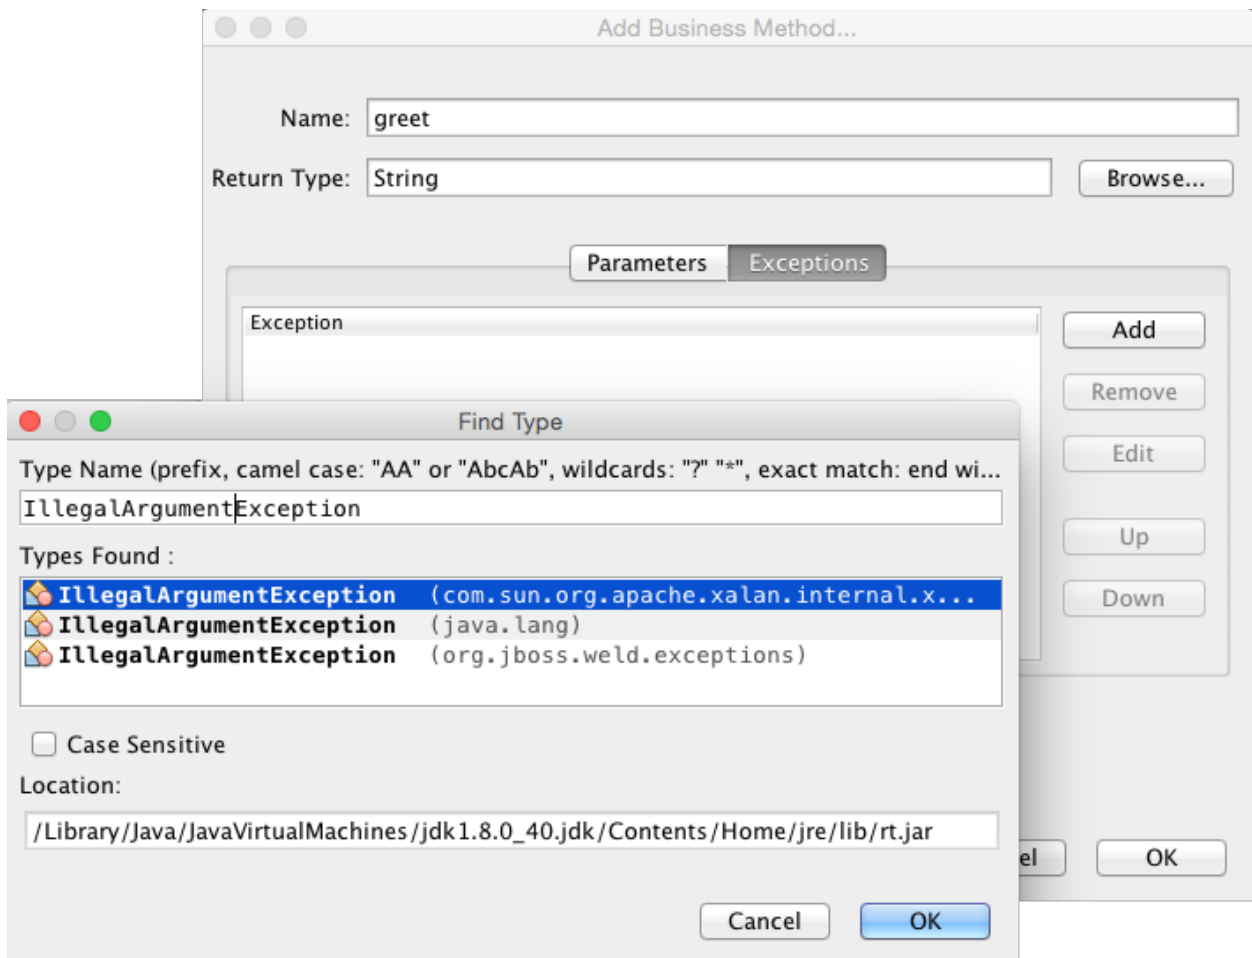 Add Business Method...
Name: greet
Return Type: String Browse...
Parameters Exceptions
Exception
Add
Remove
Edit
Up
Down
Find Type
Type Name (prefix, camel case: "AA" or "AbcAb", wildcards: "?" "*", exact match: end wi...
IllegalArgumentException
Types Found :
IllegalArgumentException (com.sun.org.apache.xalan.internal.x...
IllegalArgumentException (java.lang)
IllegalArgumentException (org.jboss.weld.exceptions)
Case Sensitive
Location:
/Library/Java/JavaVirtualMachines/jdk1.8.0_40.jdk/Contents/Home/jre/lib/rt.jar
el OK
Cancel OK